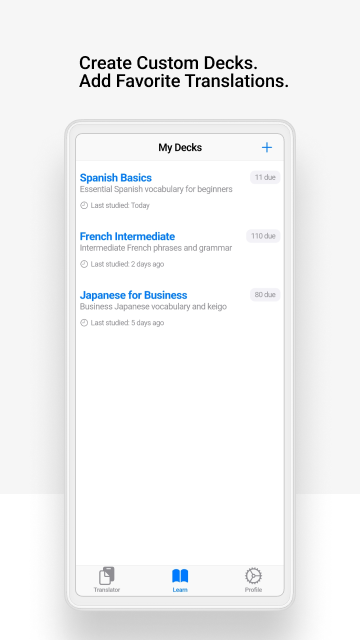 Create Custom Decks.
Add Favorite Translations.
My Decks
Spanish Basics
11 due
Essential Spanish vocabulary for beginners
Last studied: Today
French Intermediate
110 due
Intermediate French phrases and grammar
Last studied: 2 days ago
Japanese for Business
80 due
Business Japanese vocabulary and keigo
Last studied: 5 days ago
Translator
Learn
Profile